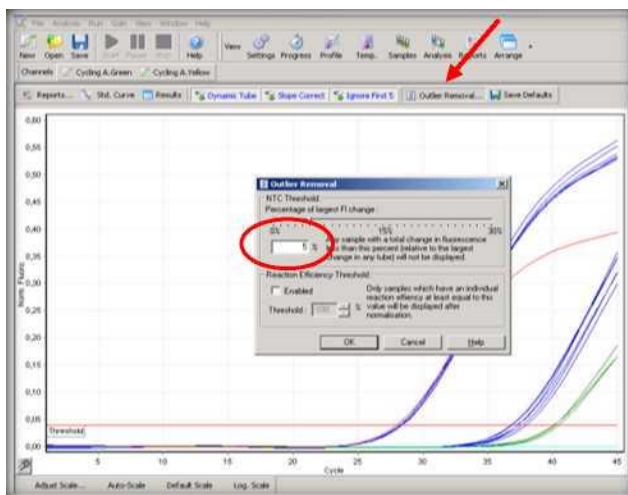 File Analysis Run Gain View Window Help
New Open Save Start Pause Stop Help View Settings Progress Profile Temp. Samples Analysis Reports Arrange
Channels Cycling A.Green Cycling A.Yellow
Reports... Std. Curve Results Dynamic Tube Slope Correct Ignore First 5 Outlier Removal... Save Defaults
0,60
0,55
0,50
0,45
0,40
0,35
0,30
0,25
0,20
0,15
0,10
0,05
0,00
Norm. Fluoro.
Threshold
5 10 15 20 25 30 35 40 45
Cycle
Outlier Removal
NTC Threshold
Percentage of largest Fl change :
0% 15% 30%
5 %
Any sample with a total change in fluorescence
less than this percent (relative to the largest
change in any tube) will not be displayed.
Reaction Efficiency Threshold:
Enabled
Threshold: %
Only samples which have an individual
reaction effiency at least equal to this
value will be displayed after
normalisation.
OK Cancel Help
Adjust Scale... Auto-Scale Default Scale Log. Scale